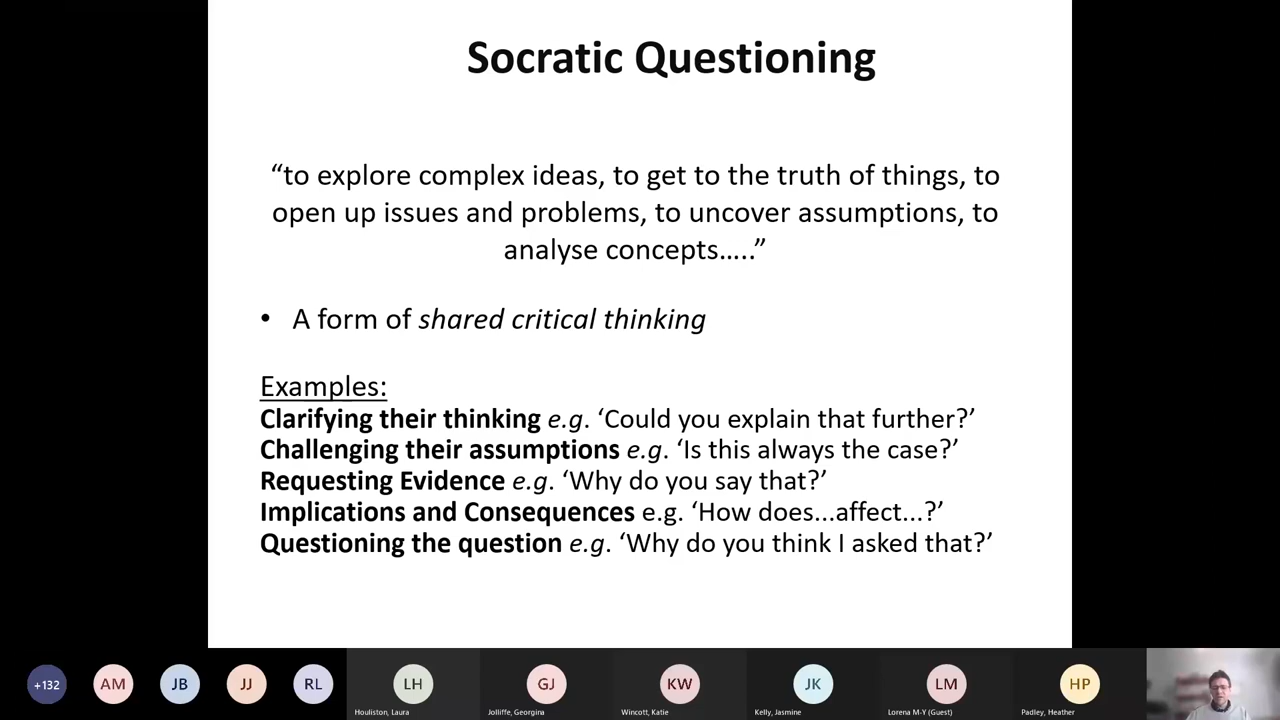 Socratic Questioning
“to explore complex ideas, to get to the truth of things, to
open up issues and problems, to uncover assumptions, to
analyse concepts…..”
• A form of shared critical thinking
Examples:
Clarifying their thinking e.g. ‘Could you explain that further?’
Challenging their assumptions e.g. ‘Is this always the case?’
Requesting Evidence e.g. ‘Why do you say that?’
Implications and Consequences e.g. ‘How does...affect...?’
Questioning the question e.g. ‘Why do you think I asked that?’
+132 AM JB JJ RL LH GJ KW JK LM HP
Houliston, Laura Jolliffe, Georgina Wincott, Katie Kelly, Jasmine Lorena M-Y (Guest) Padley, Heather